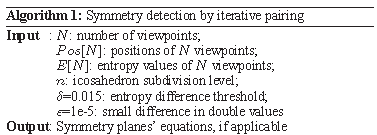 Algorithm 1: Symmetry detection by iterative pairing
Input : N: number of viewpoints;
Pos[N]: positions of N viewpoints;
E[N]: entropy values of N viewpoints;
n: icosahedron subdivision level;
δ=0.015: entropy difference threshold;
ε=1e-5: small difference in double values
Output: Symmetry planes' equations, if applicable